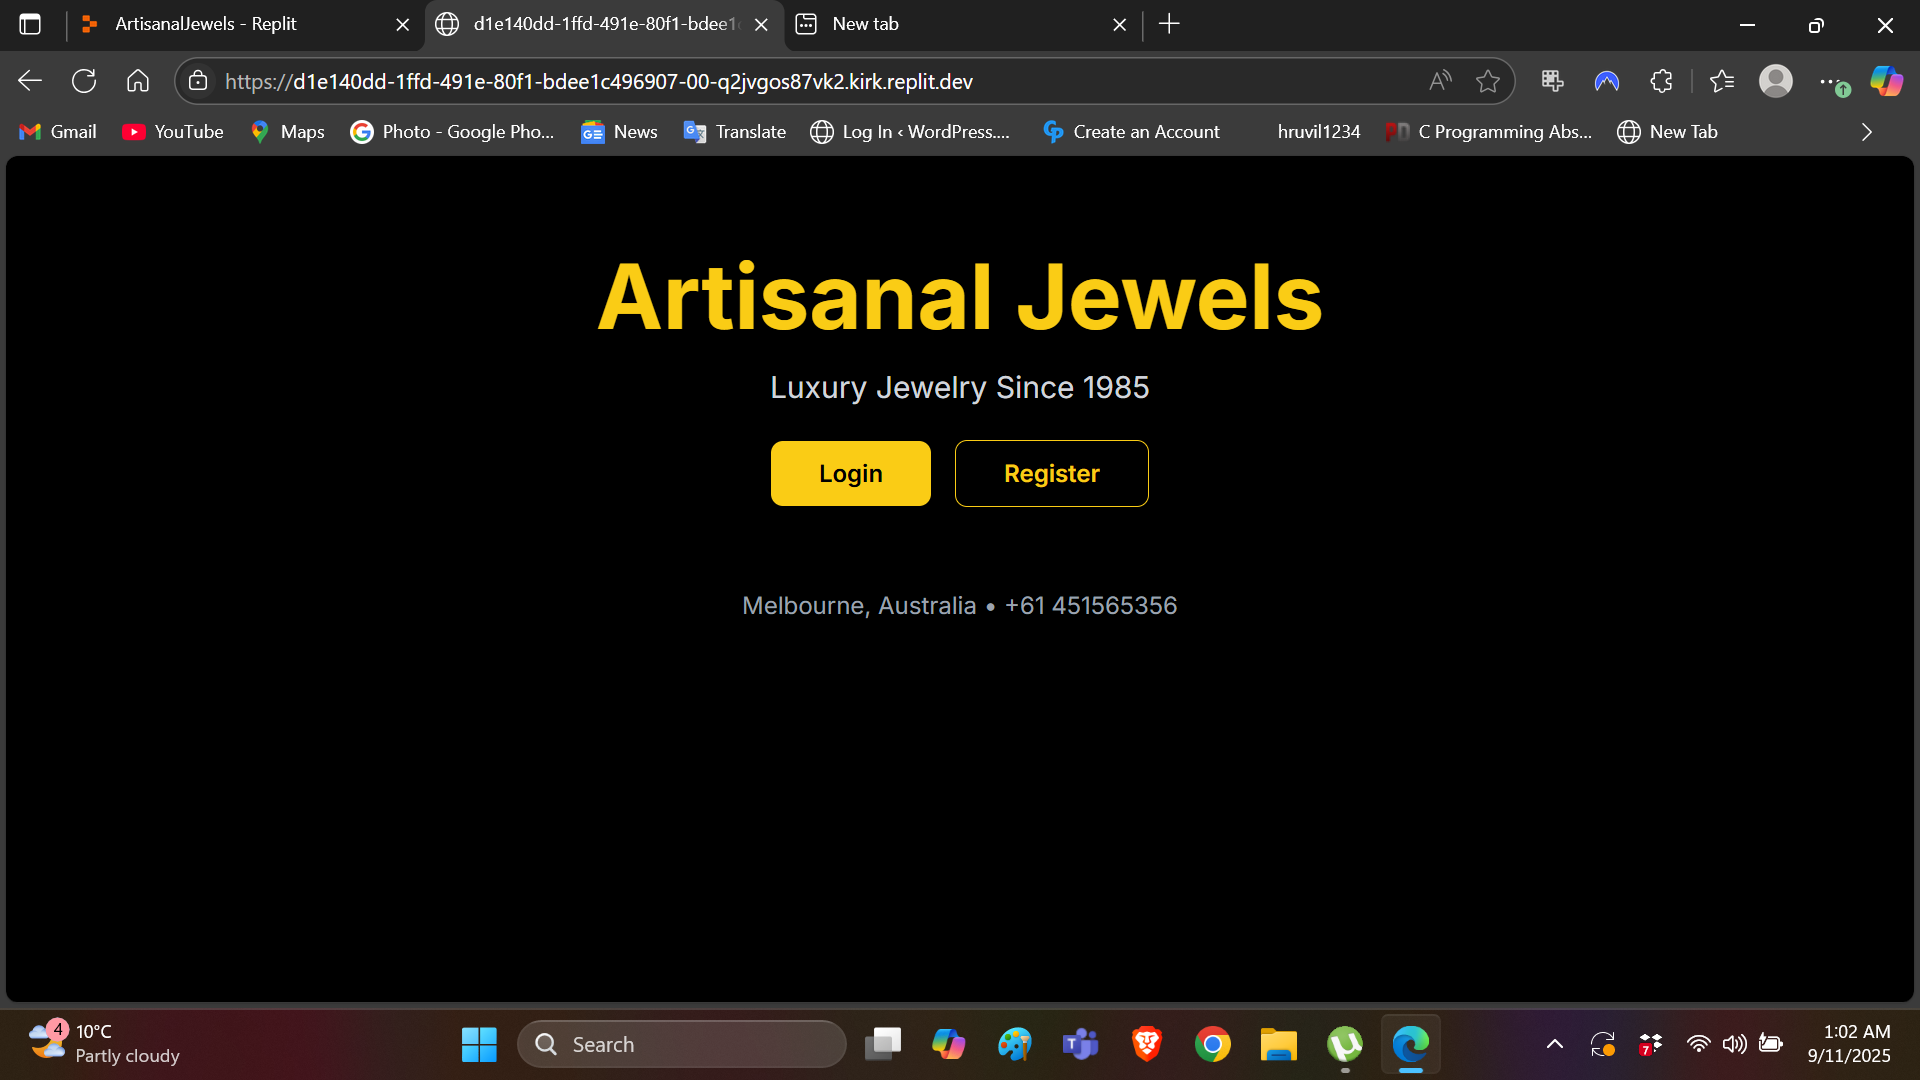 ArtisanalJewels - Replit
d1e140dd-1ffd-491e-80f1-bdee1
New tab
https://d1e140dd-1ffd-491e-80f1-bdee1c496907-00-q2jvgos87vk2.kirk.replit.dev
Gmail
YouTube
Maps
Photo - Google Pho...
News
Translate
Log In ‹ WordPress....
Create an Account
hruvil1234
C Programming Abs...
New Tab
Artisanal Jewels
Luxury Jewelry Since 1985
Login
Register
Melbourne, Australia • +61 451565356
4
10°C
Partly cloudy
Search
7
1:02 AM
9/11/2025